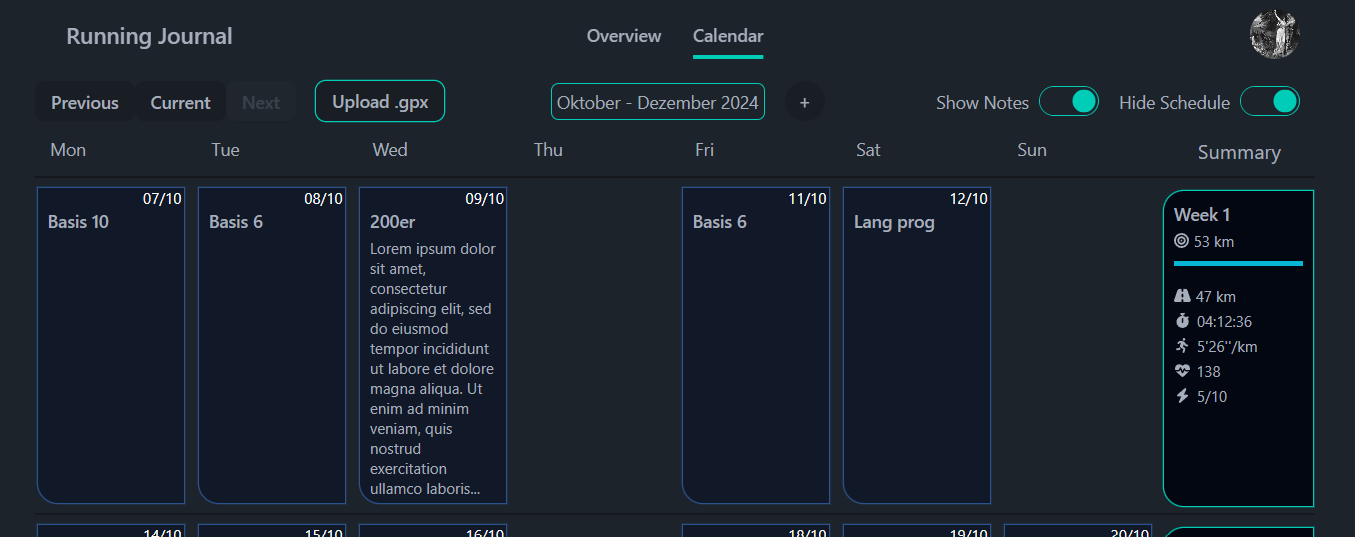 Running Journal
Overview Calendar
Previous Current Next Upload .gpx Oktober - Dezember 2024 + Show Notes Hide Schedule
Mon Tue Wed Thu Fri Sat Sun Summary
07/10
Basis 10
08/10
Basis 6
09/10
200er
Lorem ipsum dolor
sit amet,
consectetur
adipiscing elit, sed
do eiusmod
tempor incididunt
ut labore et dolore
magna aliqua. Ut
enim ad minim
veniam, quis
nostrud
exercitation
ullamco laboris...
11/10
Basis 6
12/10
Lang prog
Week 1
53 km
47 km
04:12:36
5'26''/km
138
5/10
14/10 15/10 16/10 18/10 19/10 20/10